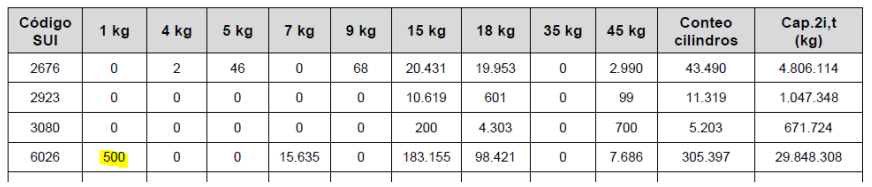 Código SUI 1 kg 4 kg 5 kg 7 kg 9 kg 15 kg 18 kg 35 kg 45 kg Conteo cilindros Cap.2i,t (kg)
2676 0 2 46 0 68 20.431 19.953 0 2.990 43.490 4.806.114
2923 0 0 0 0 0 10.619 601 0 99 11.319 1.047.348
3080 0 0 0 0 0 200 4.303 0 700 5.203 671.724
6026 500 0 0 15.635 0 183.155 98.421 0 7.686 305.397 29.848.308